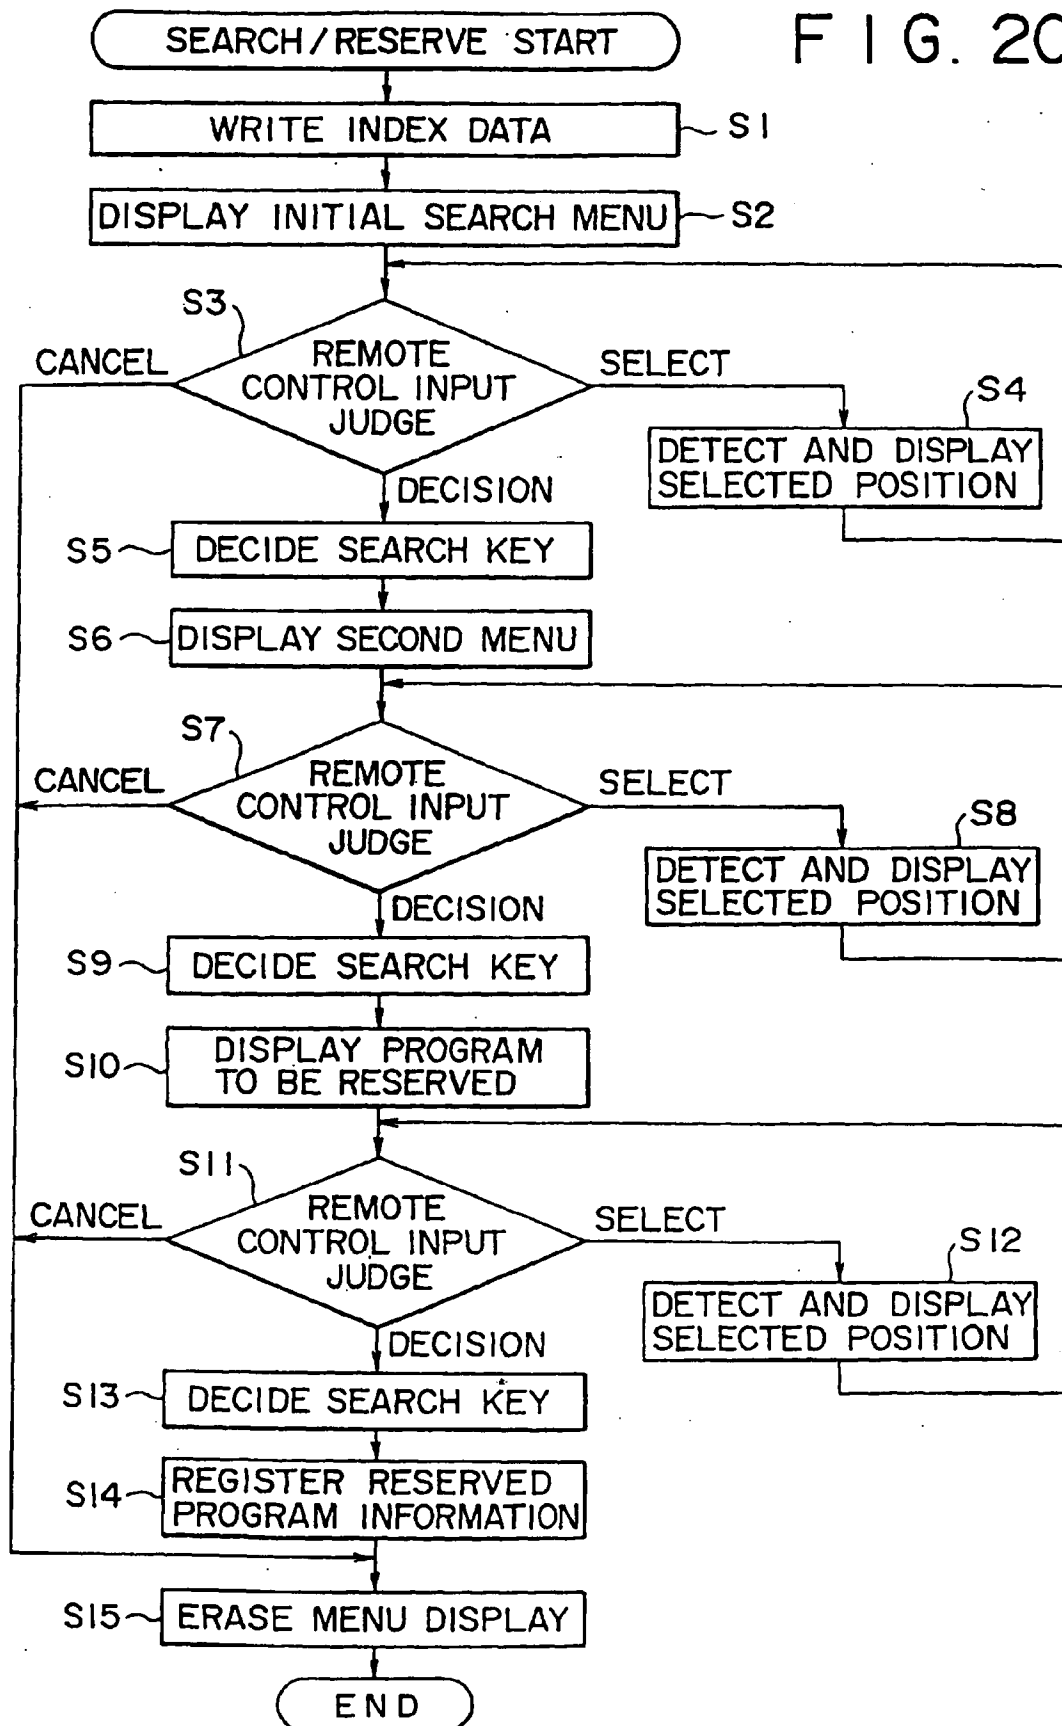 FIG. 20
SEARCH/RESERVE START
WRITE INDEX DATA
S1
DISPLAY INITIAL SEARCH MENU
S2
S3
CANCEL
REMOTE
CONTROL INPUT
JUDGE
SELECT
S4
DETECT AND DISPLAY
SELECTED POSITION
DECISION
S5
DECIDE SEARCH KEY
S6
DISPLAY SECOND MENU
S7
CANCEL
REMOTE
CONTROL INPUT
JUDGE
SELECT
S8
DETECT AND DISPLAY
SELECTED POSITION
DECISION
S9
DECIDE SEARCH KEY
S10
DISPLAY PROGRAM
TO BE RESERVED
S11
CANCEL
REMOTE
CONTROL INPUT
JUDGE
SELECT
S12
DETECT AND DISPLAY
SELECTED POSITION
DECISION
S13
DECIDE SEARCH KEY
S14
REGISTER RESERVED
PROGRAM INFORMATION
S15
ERASE MENU DISPLAY
END